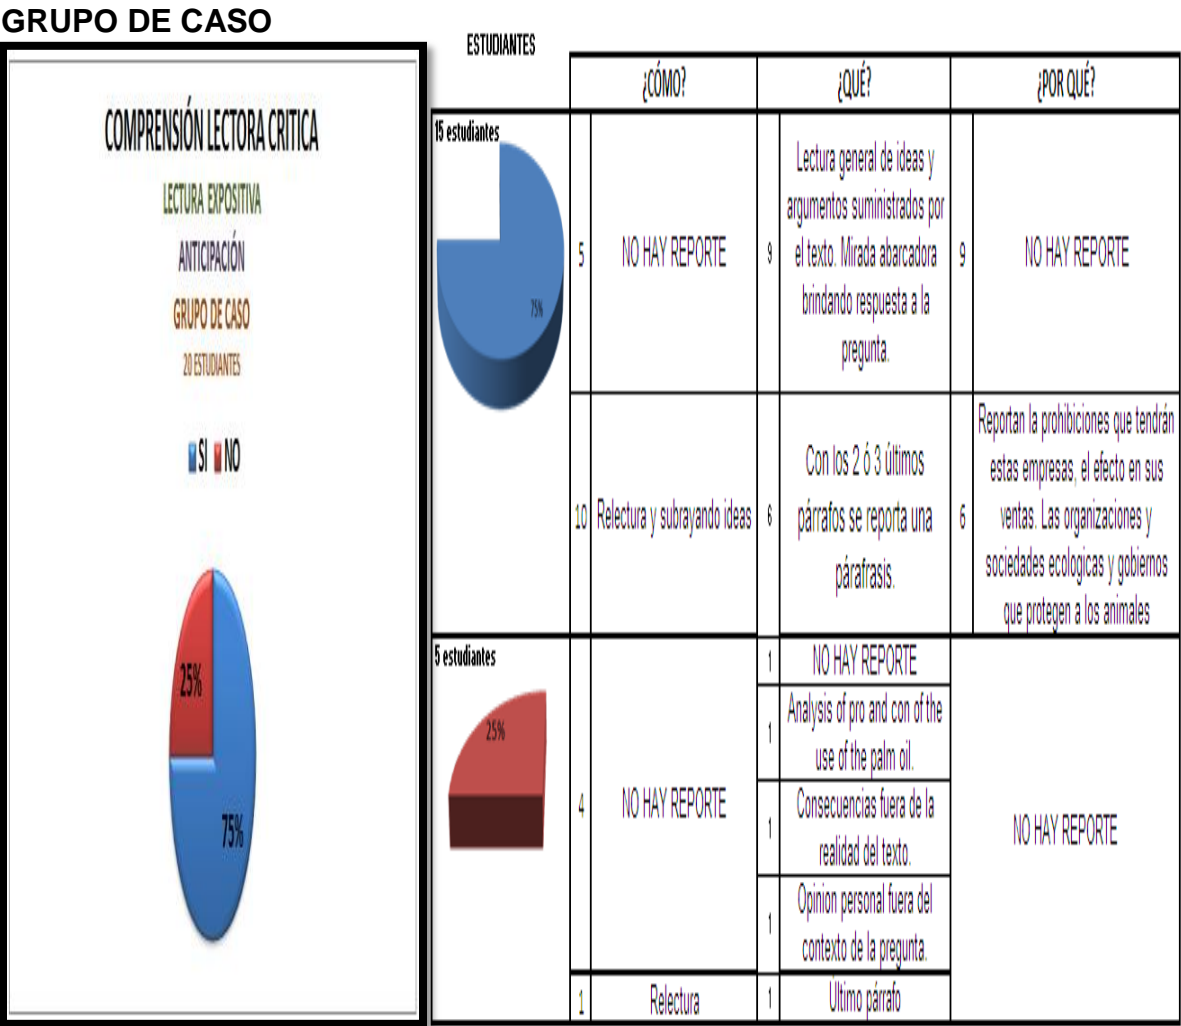 GRUPO DE CASO
COMPRENSIÓN LECTORA CRITICA
LECTURA EXPOSITIVA
ANTICIPACIÓN
GRUPO DE CASO
20 ESTUDIANTES
SI NO
25%
75%
ESTUDIANTES
¿CÓMO?
¿QUÉ?
¿POR QUÉ?
15 estudiantes
75%
5
NO HAY REPORTE
9
Lectura general de ideas y
argumentos suministrados por
el texto. Mirada abarcadora
brindando respuesta a la
pregunta.
9
NO HAY REPORTE
10
Relectura y subrayando ideas
6
Con los 2 ó 3 últimos
párrafos se reporta una
párafrasis.
6
Reportan la prohibiciones que tendrán
estas empresas, el efecto en sus
ventas. Las organizaciones y
sociedades ecologicas y gobiernos
que protegen a los animales
5 estudiantes
25%
4
NO HAY REPORTE
1
NO HAY REPORTE
1
Analysis of pro and con of the
use of the palm oil.
1
Consecuencias fuera de la
realidad del texto.
1
Opinion personal fuera del
contexto de la pregunta.
NO HAY REPORTE
1
Relectura
1
Último párrafo